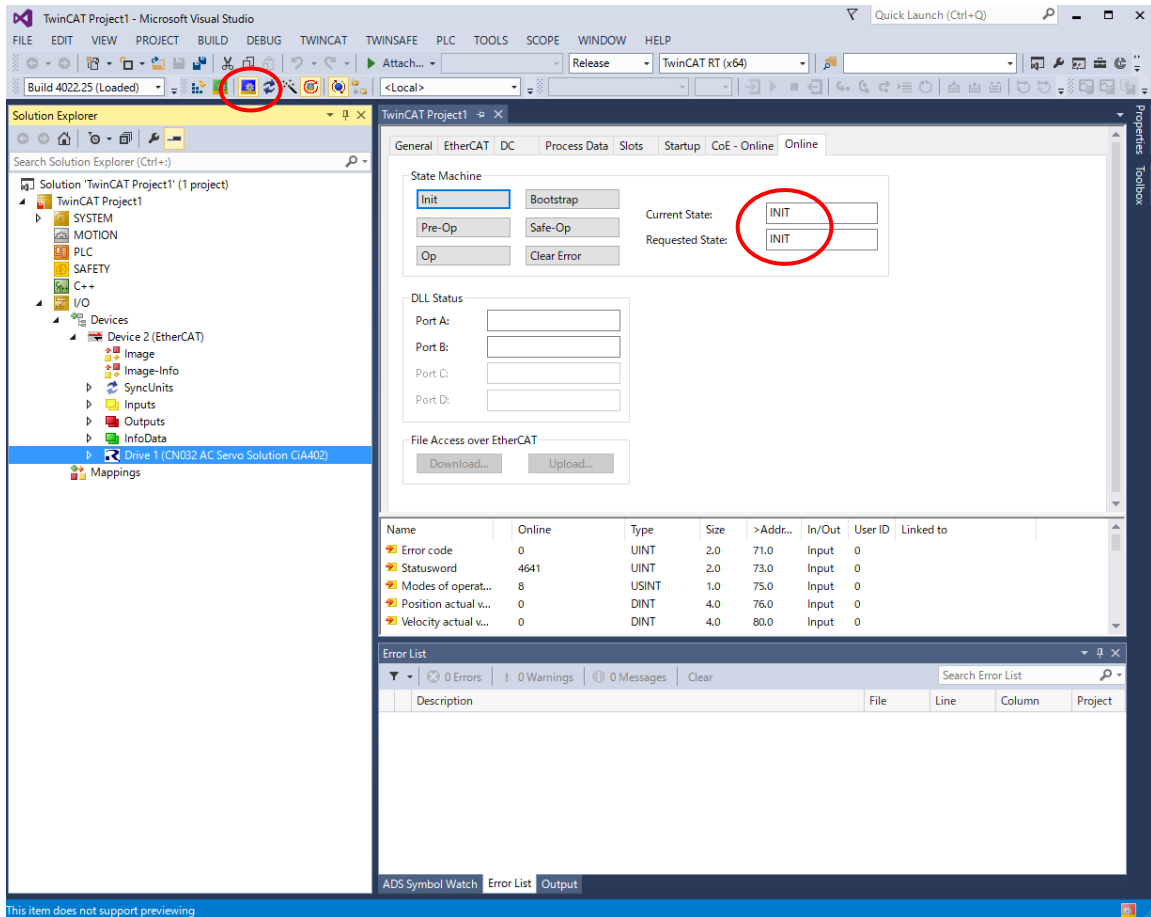 TwinCAT Project1 - Microsoft Visual Studio
Quick Launch (Ctrl+Q)
FILE EDIT VIEW PROJECT BUILD DEBUG TWINCAT TWINSAFE PLC TOOLS SCOPE WINDOW HELP
Attach... Release TwinCAT RT (x64)
Build 4022.25 (Loaded) <Local>
Solution Explorer
Search Solution Explorer (Ctrl+:)
Solution 'TwinCAT Project1' (1 project)
TwinCAT Project1
SYSTEM
MOTION
PLC
SAFETY
C++
I/O
Devices
Device 2 (EtherCAT)
Image
Image-Info
SyncUnits
Inputs
Outputs
InfoData
Drive 1 (CN032 AC Servo Solution CiA402)
Mappings
TwinCAT Project1
General EtherCAT DC Process Data Slots Startup CoE - Online Online
State Machine
Init Bootstrap
Pre-Op Safe-Op
Op Clear Error
Current State: INIT
Requested State: INIT
DLL Status
Port A:
Port B:
Port C:
Port D:
File Access over EtherCAT
Download... Upload...
Name Online Type Size >Addr... In/Out User ID Linked to
Error code 0 UINT 2.0 71.0 Input 0
Statusword 4641 UINT 2.0 73.0 Input 0
Modes of operat... 8 USINT 1.0 75.0 Input 0
Position actual v... 0 DINT 4.0 76.0 Input 0
Velocity actual v... 0 DINT 4.0 80.0 Input 0
Error List
0 Errors 0 Warnings 0 Messages Clear
Search Error List
Description File Line Column Project
ADS Symbol Watch Error List Output
Properties
Toolbox
This item does not support previewing